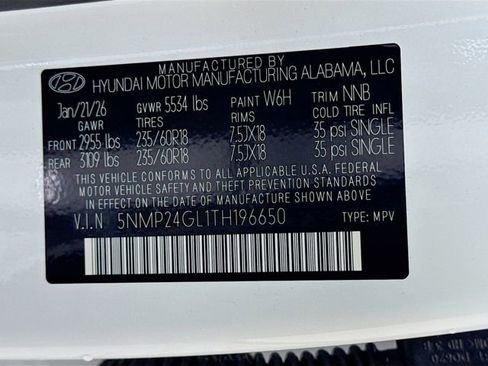 MANUFACTURED BY
HYUNDAI MOTOR MANUFACTURING ALABAMA, LLC
Jan/21/26 GVWR 5534 lbs PAINT W6H TRIM NNB
GAWR TIRES RIMS COLD INFL
FRONT 2955 lbs 235/60R18 7.5JX18 35 psi SINGLE
REAR 3109 lbs 235/60R18 7.5JX18 35 psi SINGLE
THIS VEHICLE CONFORMS TO ALL APPLICABLE U.S.A. FEDERAL
MOTOR VEHICLE SAFETY AND THEFT PREVENTION STANDARDS
IN EFFECT ON THE DATE OF MANUFACTURE SHOWN ABOVE.
V.I.N 5NMP24GL1TH196650 TYPE: MPV